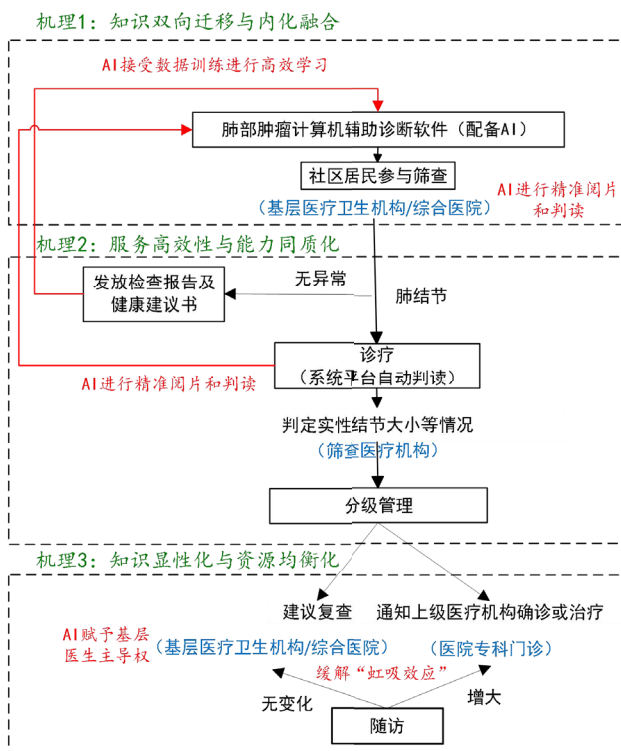 机理1：知识双向迁移与内化融合
AI接受数据训练进行高效学习
肺部肿瘤计算机辅助诊断软件（配备AI）
社区居民参与筛查
（基层医疗卫生机构/综合医院）
AI进行精准阅片
和判读
机理2：服务高效性与能力同质化
发放检查报告及
健康建议书
无异常
肺结节
诊疗
（系统平台自动判读）
AI进行精准阅片和判读
判定实性结节大小等情况
（筛查医疗机构）
分级管理
机理3：知识显性化与资源均衡化
建议复查
通知上级医疗机构确诊或治疗
AI赋予基层
医生主导权
（基层医疗卫生机构/综合医院）
（医院专科门诊）
缓解“虹吸效应”
无变化
增大
随访